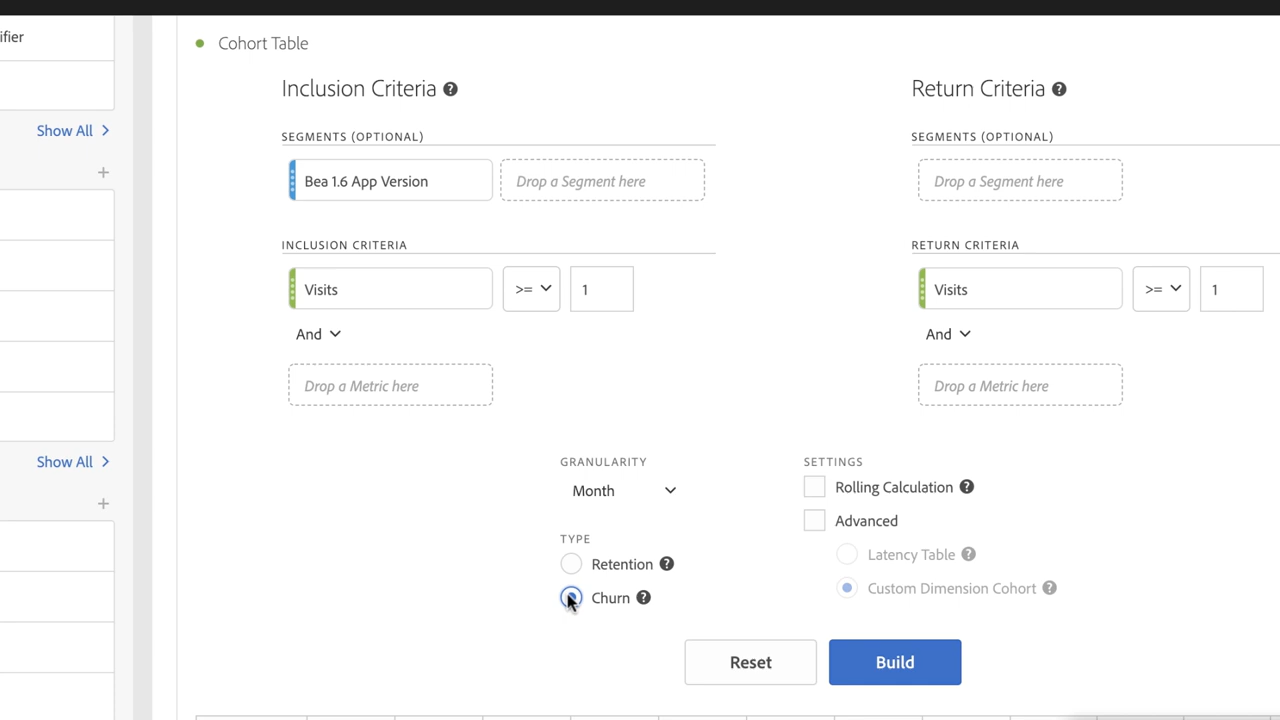 ifier
Show All
Show All
Cohort Table
Inclusion Criteria ?
SEGMENTS (OPTIONAL)
Bea 1.6 App Version
Drop a Segment here
INCLUSION CRITERIA
Visits
>=
1
And
Drop a Metric here
Return Criteria ?
SEGMENTS (OPTIONAL)
Drop a Segment here
RETURN CRITERIA
Visits
>=
1
And
Drop a Metric here
GRANULARITY
Month
TYPE
Retention ?
Churn ?
SETTINGS
Rolling Calculation ?
Advanced
Latency Table ?
Custom Dimension Cohort ?
Reset
Build